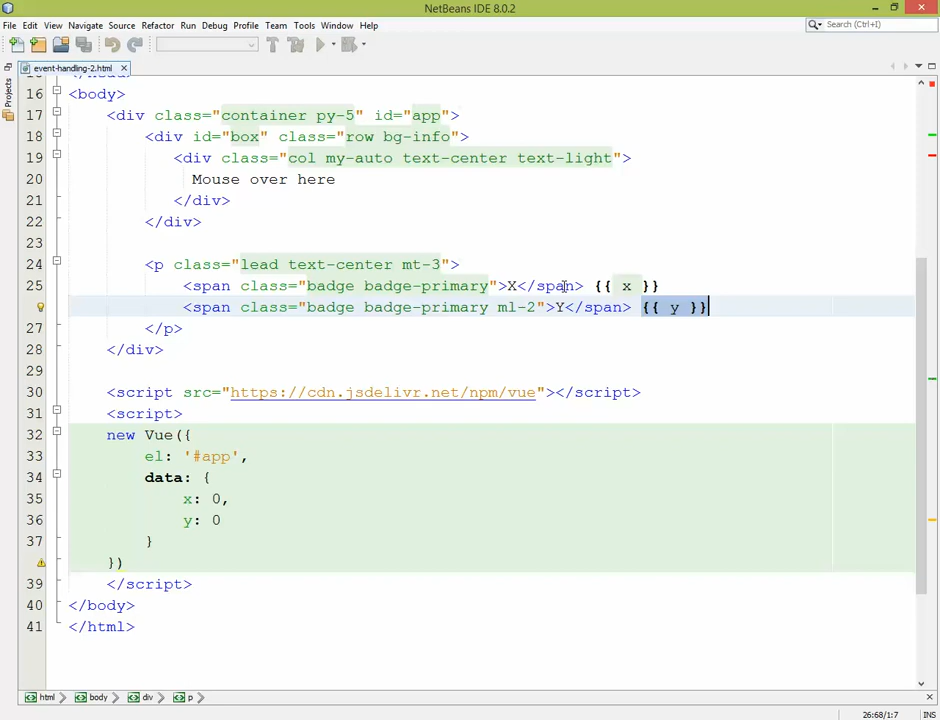 NetBeans IDE 8.0.2
File Edit View Navigate Source Refactor Run Debug Profile Team Tools Window Help
Search (Ctrl+I)
event-handling-2.html
Projects
16 <body>
17 <div class="container py-5" id="app">
18 <div id="box" class="row bg-info">
19 <div class="col my-auto text-center text-light">
20 Mouse over here
21 </div>
22 </div>
23
24 <p class="lead text-center mt-3">
25 <span class="badge badge-primary">X</span> {{ x }}
<span class="badge badge-primary ml-2">Y</span> {{ y }}
27 </p>
28 </div>
29
30 <script src="https://cdn.jsdelivr.net/npm/vue"></script>
31 <script>
32 new Vue({
33 el: '#app',
34 data: {
35 x: 0,
36 y: 0
37 }
})
39 </script>
40 </body>
41 </html>
html body div p
26:68/1:7 INS